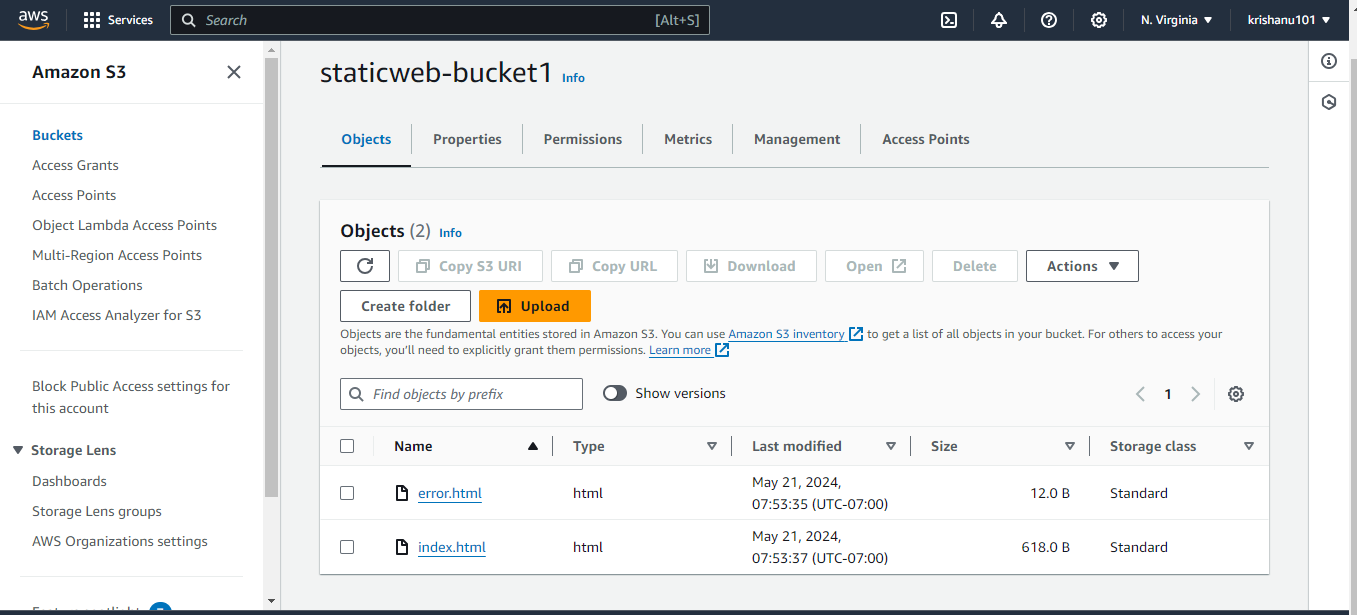 aws
Services
Search
[Alt+S]
N. Virginia
krishanu101
Amazon S3
Buckets
Access Grants
Access Points
Object Lambda Access Points
Multi-Region Access Points
Batch Operations
IAM Access Analyzer for S3
Block Public Access settings for
this account
Storage Lens
Dashboards
Storage Lens groups
AWS Organizations settings
staticweb-bucket1 Info
Objects
Properties
Permissions
Metrics
Management
Access Points
Objects (2) Info
Copy S3 URI
Copy URL
Download
Open
Delete
Actions
Create folder
Upload
Objects are the fundamental entities stored in Amazon S3. You can use Amazon S3 inventory to get a list of all objects in your bucket. For others to access your
objects, you'll need to explicitly grant them permissions. Learn more
Find objects by prefix
Show versions
1
Name Type Last modified Size Storage class
error.html html May 21, 2024, 07:53:35 (UTC-07:00) 12.0 B Standard
index.html html May 21, 2024, 07:53:37 (UTC-07:00) 618.0 B Standard